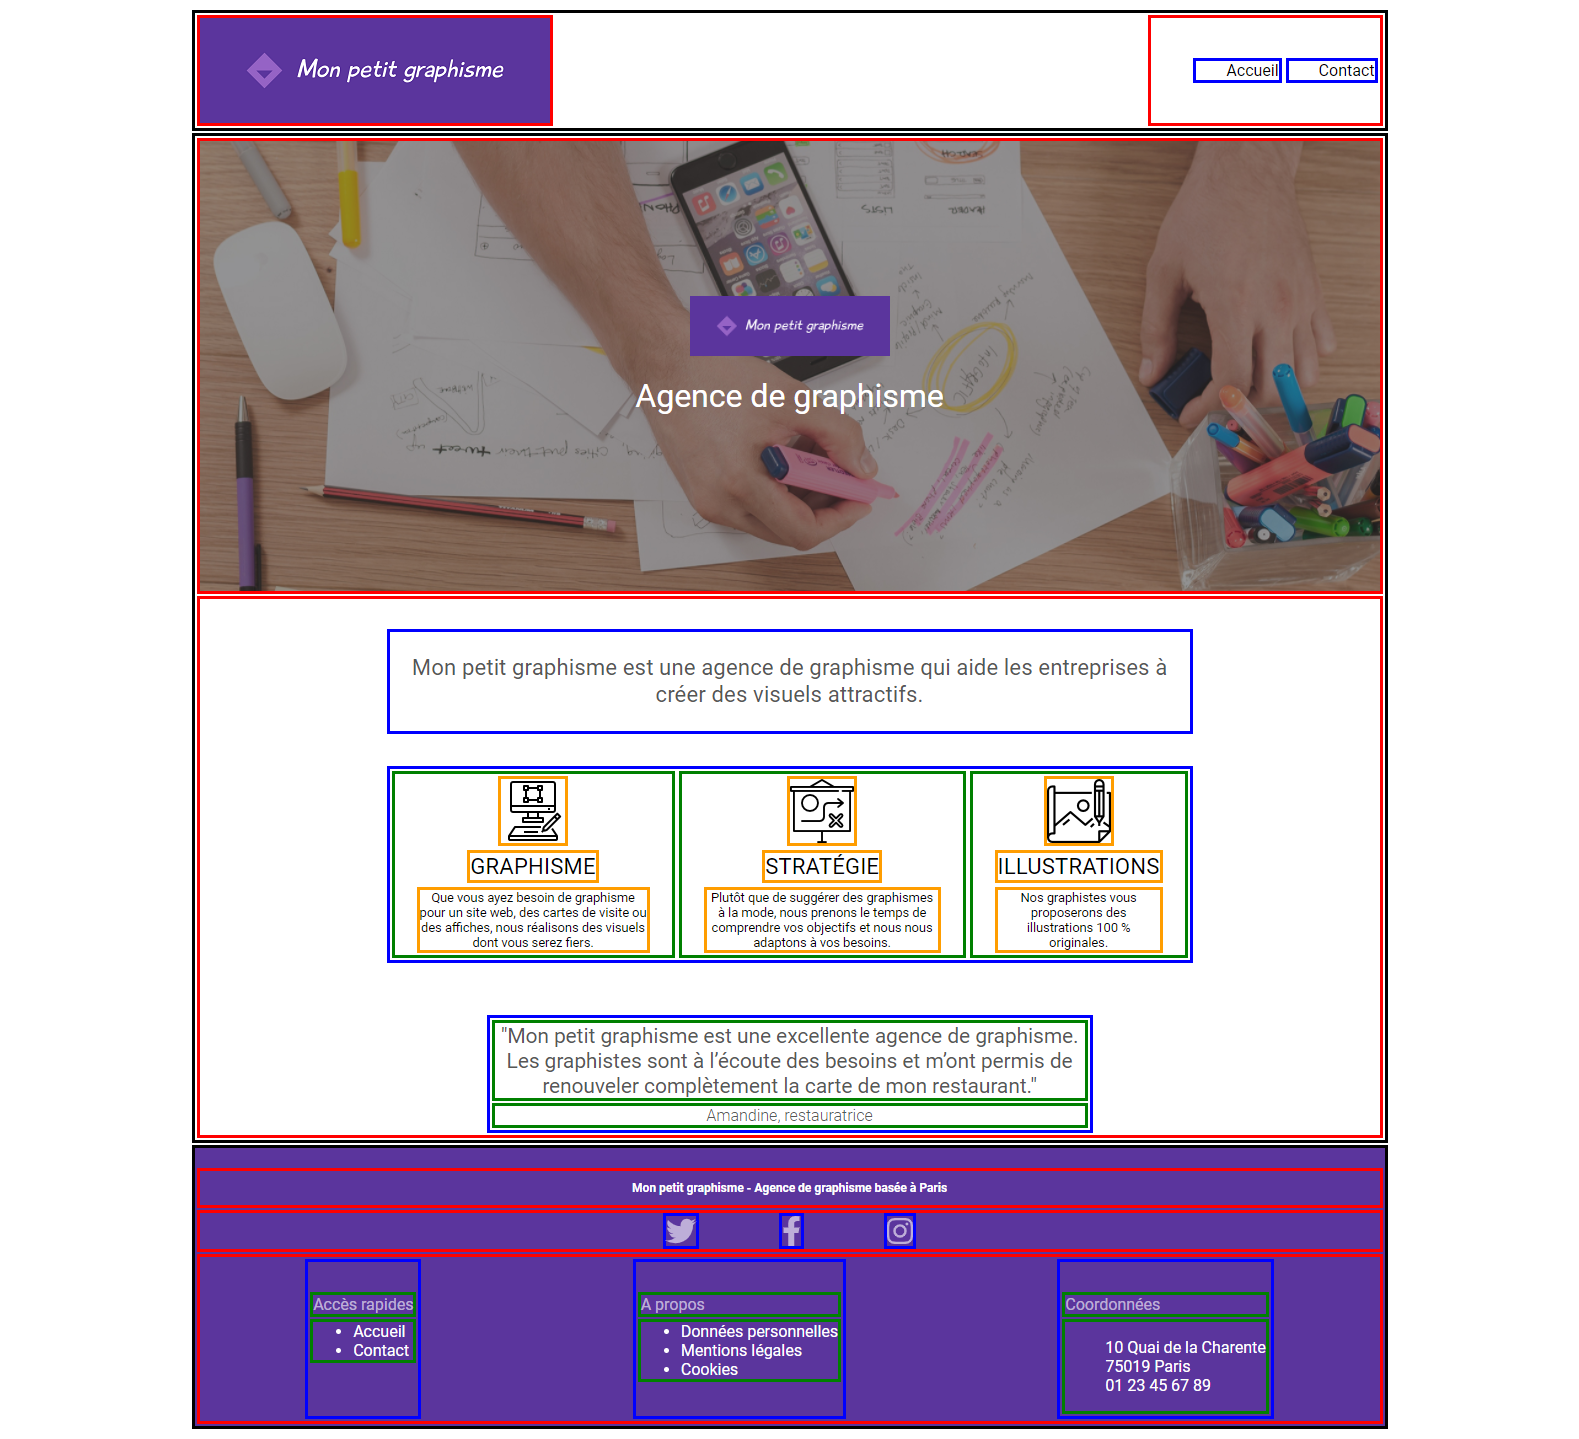 Mon petit graphisme
Accueil
Contact
LISTS
Mon petit graphisme
Agence de graphisme
Mon petit graphisme est une agence de graphisme qui aide les entreprises à
créer des visuels attractifs.
GRAPHISME
Que vous ayez besoin de graphisme
pour un site web, des cartes de visite ou
des affiches, nous réalisons des visuels
dont vous serez fiers.
STRATÉGIE
Plutôt que de suggérer des graphismes
à la mode, nous prenons le temps de
comprendre vos objectifs et nous nous
adaptons à vos besoins.
ILLUSTRATIONS
Nos graphistes vous
proposerons des
illustrations 100 %
originales.
"Mon petit graphisme est une excellente agence de graphisme.
Les graphistes sont à l’écoute des besoins et m’ont permis de
renouveler complètement la carte de mon restaurant."
Amandine, restauratrice
Mon petit graphisme - Agence de graphisme basée à Paris
Accès rapides
Accueil
Contact
A propos
Données personnelles
Mentions légales
Cookies
Coordonnées
10 Quai de la Charente
75019 Paris
01 23 45 67 89